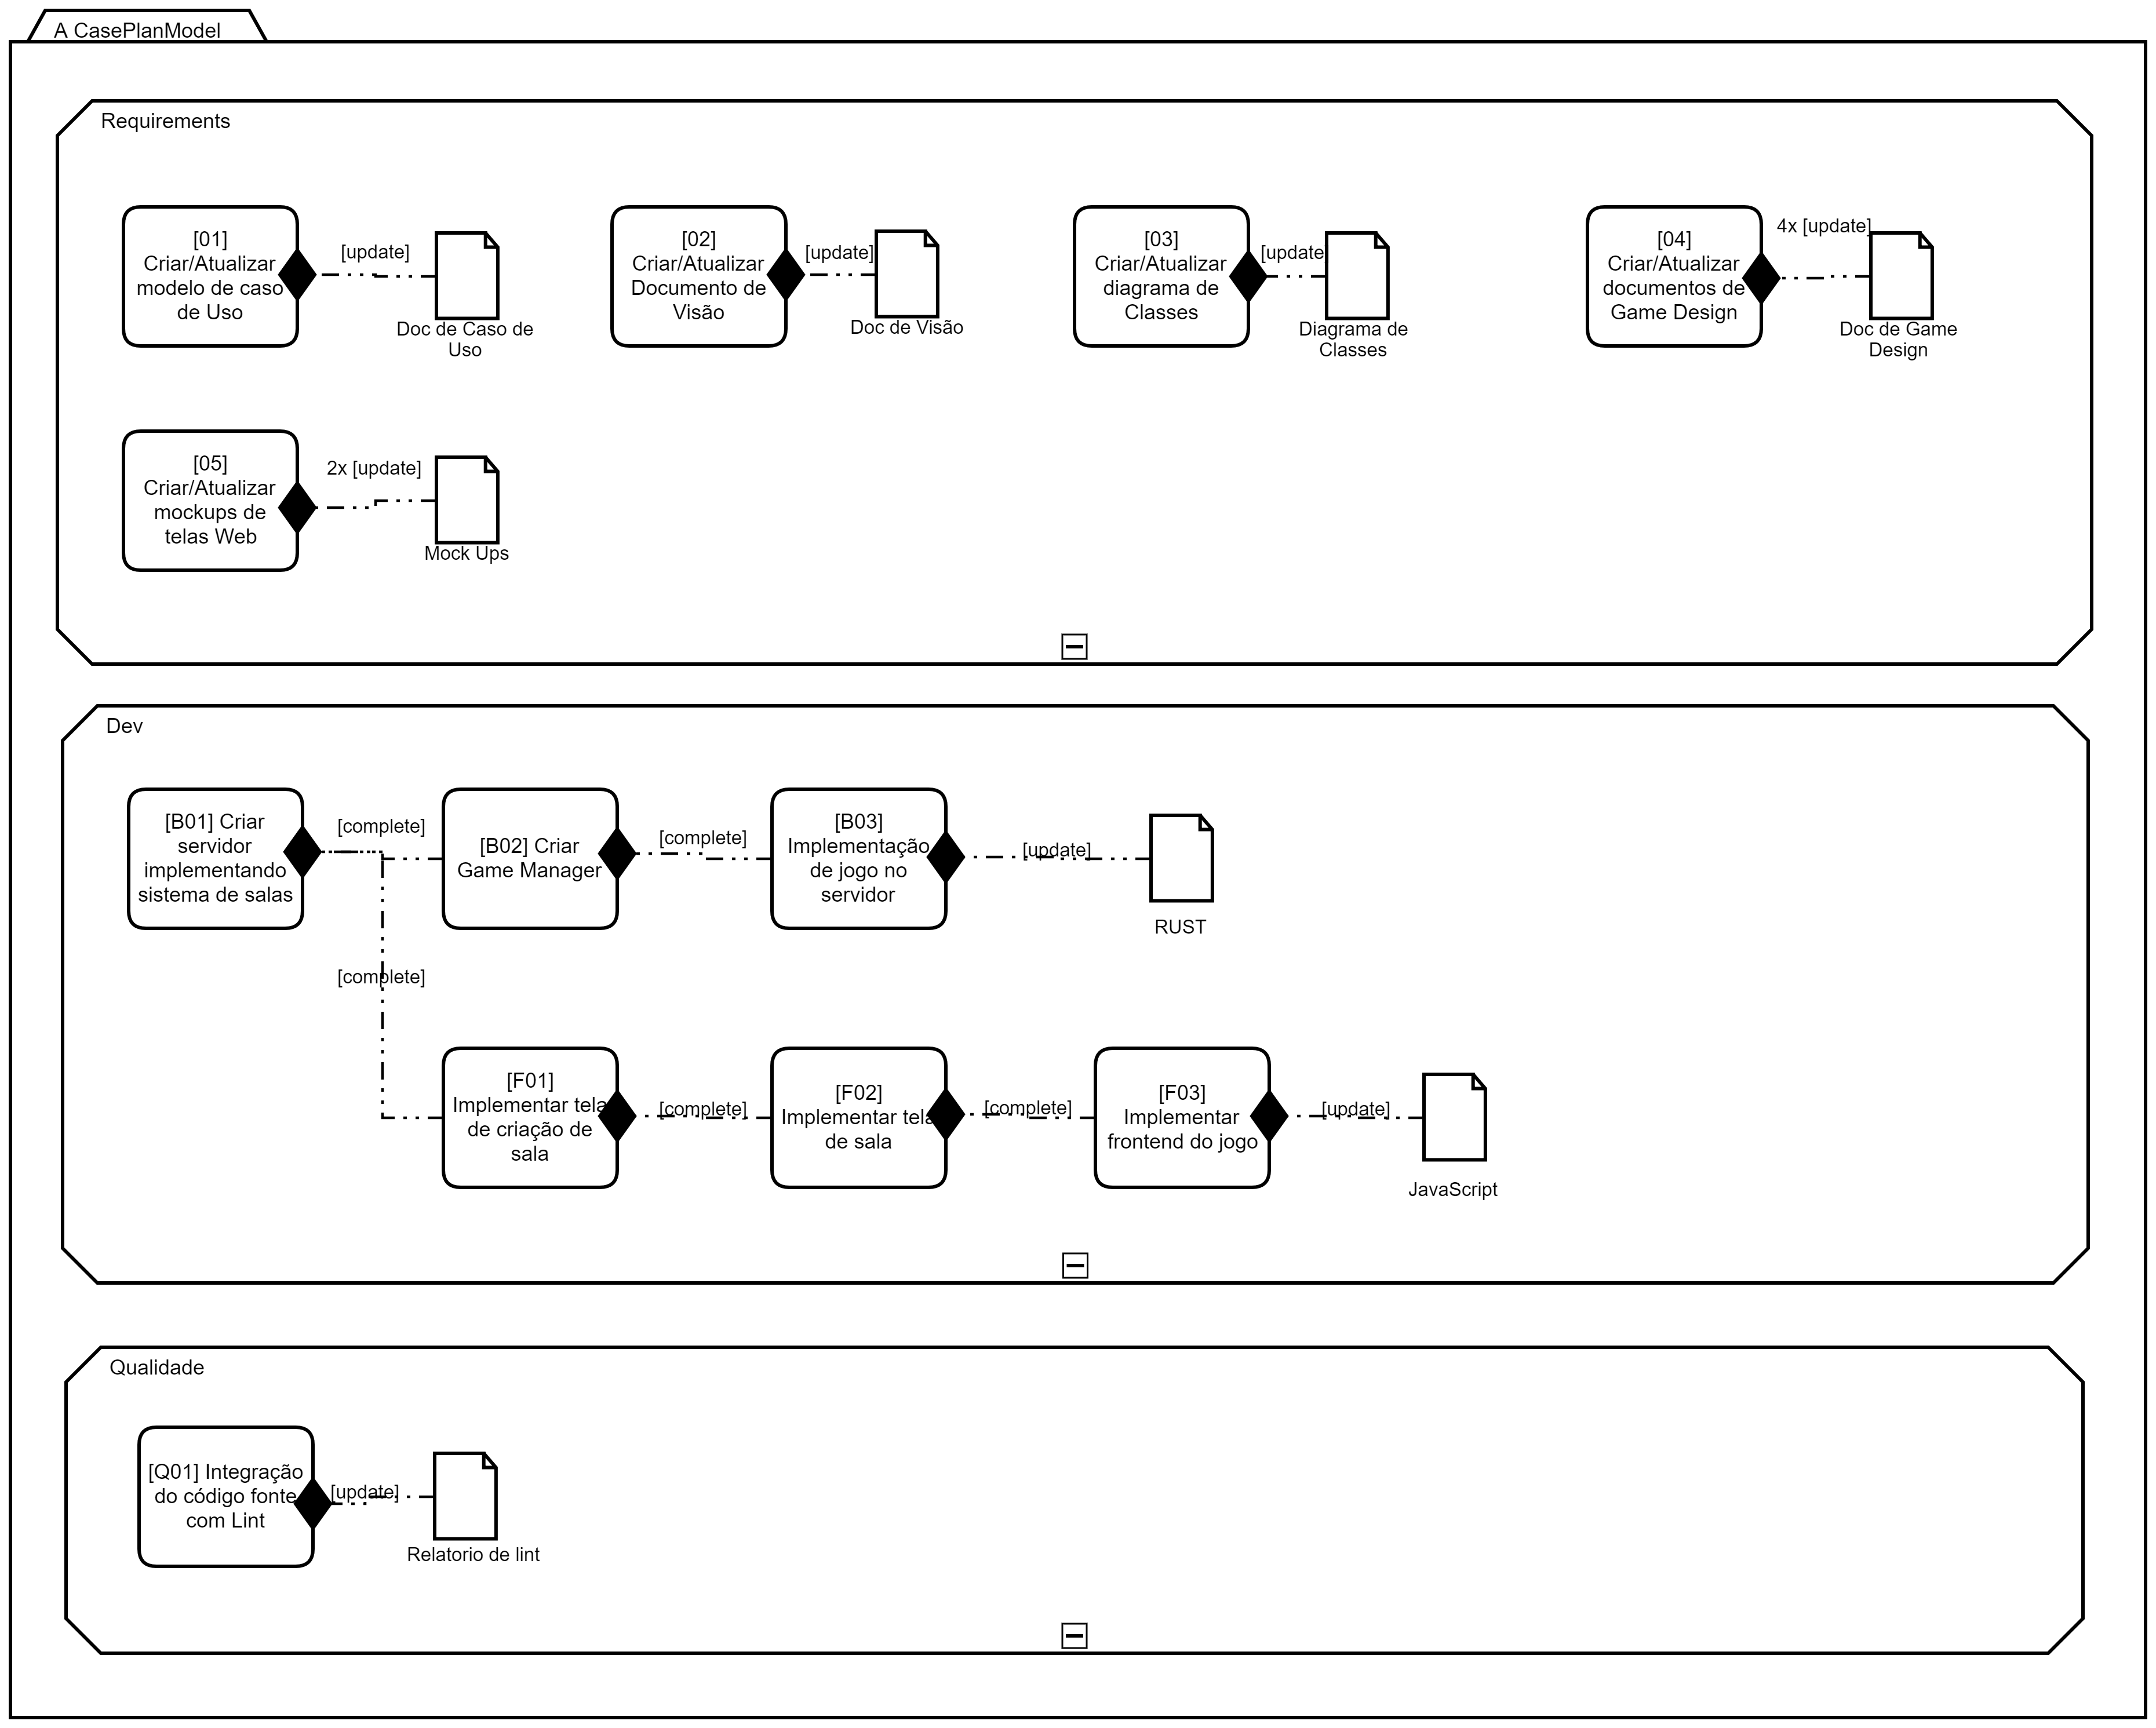 A CasePlanModel
Requirements
[01]
Criar/Atualizar
modelo de caso
de Uso
[update]
Doc de Caso de
Uso
[02]
Criar/Atualizar
Documento de
Visão
[update]
Doc de Visão
[03]
Criar/Atualizar
diagrama de
Classes
[update
Diagrama de
Classes
[04]
Criar/Atualizar
documentos de
Game Design
4x [update]
Doc de Game
Design
[05]
Criar/Atualizar
mockups de
telas Web
2x [update]
Mock Ups
Dev
[B01] Criar
servidor
implementando
sistema de salas
[complete]
[B02] Criar
Game Manager
[complete]
[B03]
Implementação
de jogo no
servidor
[update]
RUST
[complete]
[F01]
Implementar tela
de criação de
sala
[complete]
[F02]
Implementar tela
de sala
[complete]
[F03]
Implementar
frontend do jogo
[update]
JavaScript
Qualidade
[Q01] Integração
do código fonte
com Lint
[update]
Relatorio de lint